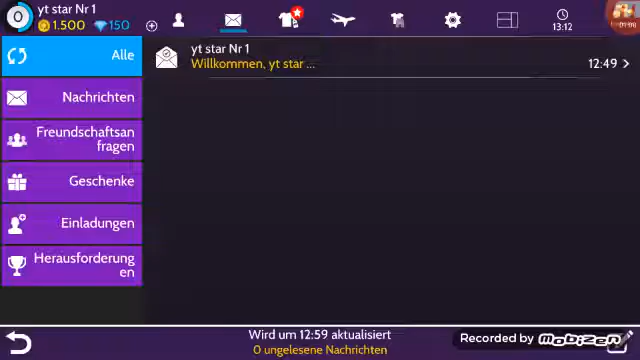 yt star Nr 1
0
1.500
150
13:12
Alle
yt star Nr 1
Willkommen, yt star ...
12:49
Nachrichten
Freundschaftsan
fragen
Geschenke
Einladungen
Herausforderung
en
Wird um 12:59 aktualisiert
0 ungelesene Nachrichten
Recorded by MOBIZEN